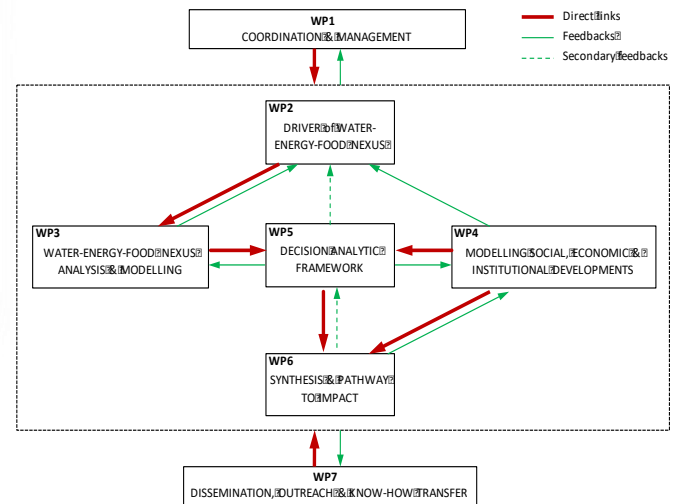 WP1
COORDINATION & MANAGEMENT
Direct links
Feedbacks
Secondary feedbacks
WP2
DRIVER of WATER-
ENERGY-FOOD NEXUS
WP3
WATER-ENERGY-FOOD NEXUS
ANALYSIS & MODELLING
WP5
DECISION ANALYTIC
FRAMEWORK
WP4
MODELLING SOCIAL, ECONOMIC &
INSTITUTIONAL DEVELOPMENTS
WP6
SYNTHESIS & PATHWAY
TO IMPACT
WP7
DISSEMINATION, OUTREACH & KNOW-HOW TRANSFER